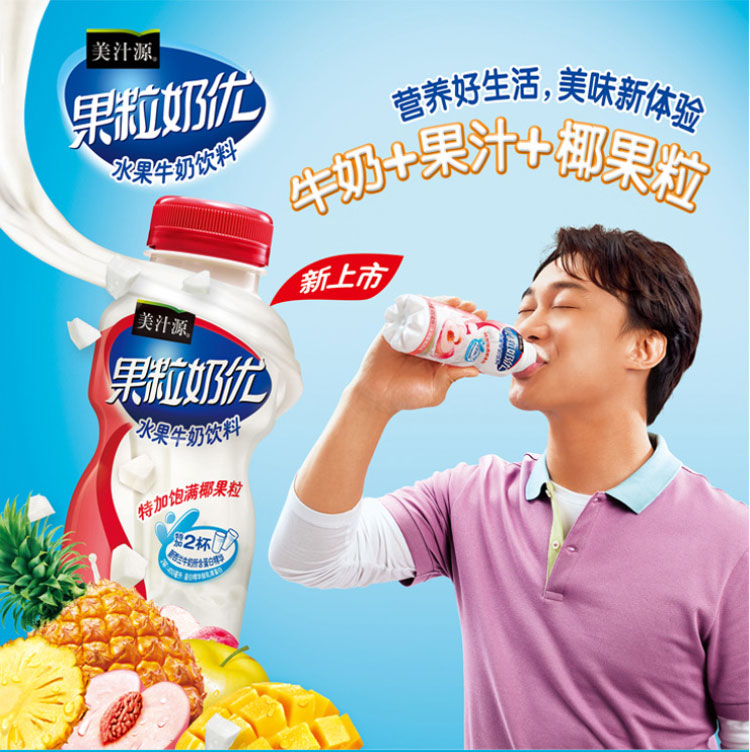 美汁源
果粒奶优
水果牛奶饮料
营养好生活，美味新体验
牛奶+果汁+椰果粒
新上市
美汁源
果粒奶优
水果牛奶饮料
特加饱满椰果粒
特加2杯